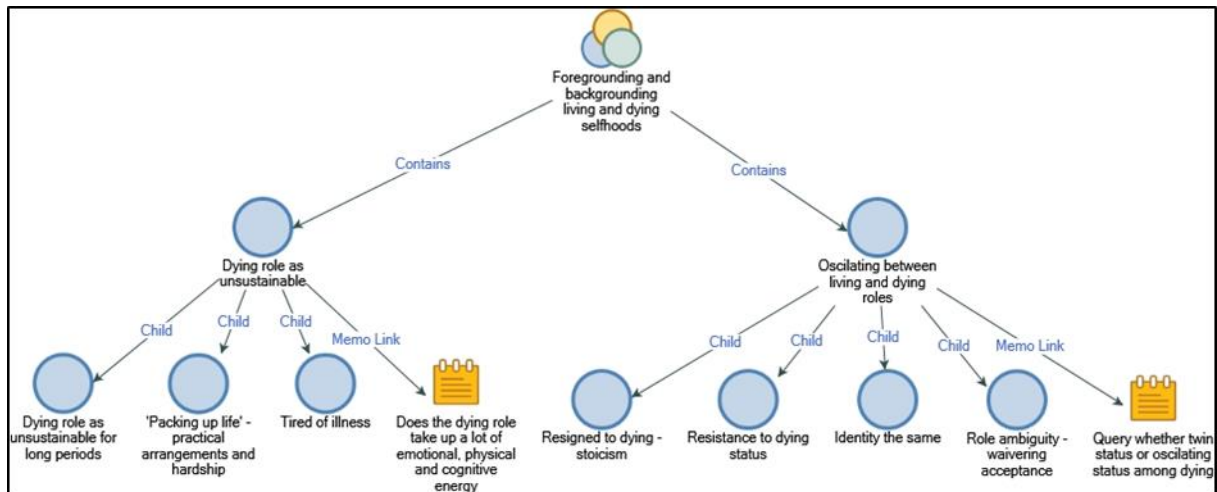 Foregrounding and
backgrounding
living and dying
selfhoods
Contains
Contains
Dying role as
unsustainable
Oscilating between
living and dying
roles
Child
Child
Child
Memo Link
Child
Child
Child
Child
Memo Link
Dying role as
unsustainable for
long periods
'Packing up life' -
practical
arrangements and
hardship
Tired of illness
Does the dying role
take up a lot of
emotional, physical
and cognitive
energy
Resigned to dying -
stoicism
Resistance to dying
status
Identity the same
Role ambiguity -
waivering
acceptance
Query whether twin
status or oscilating
status among dying